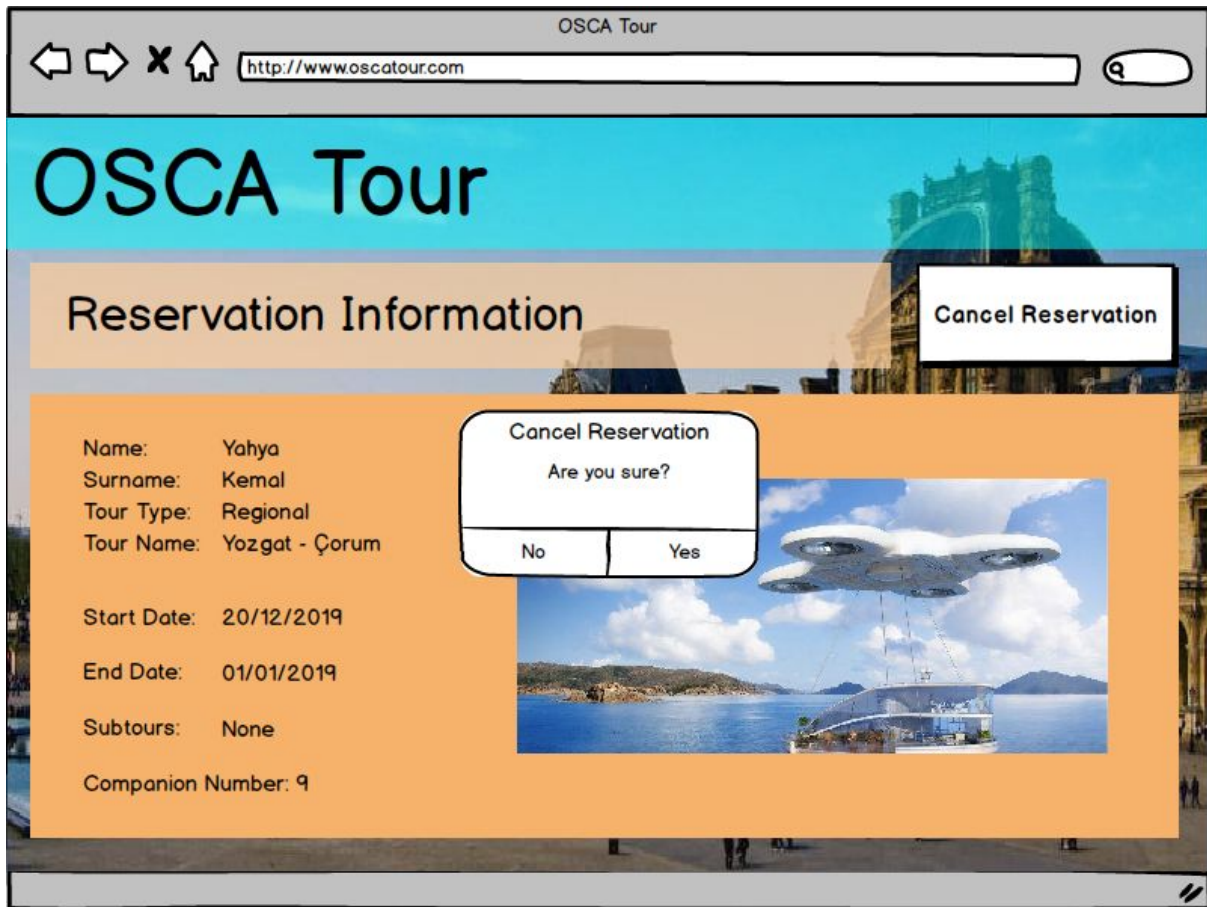 OSCA Tour
http://www.oscatour.com
OSCA Tour
Reservation Information
Cancel Reservation
Cancel Reservation
Are you sure?
No Yes
Name: Yahya
Surname: Kemal
Tour Type: Regional
Tour Name: Yozgat - Çorum
Start Date: 20/12/2019
End Date: 01/01/2019
Subtours: None
Companion Number: 9